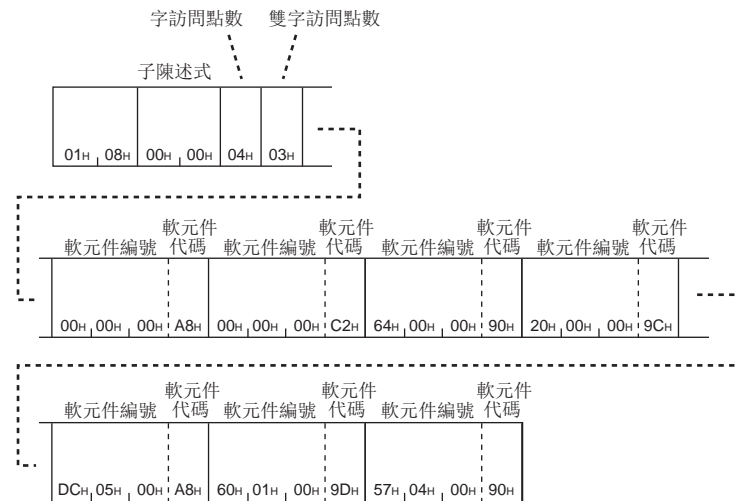 字訪問點數 雙字訪問點數
子陳述式
01H 08H 00H 00H 04H 03H
軟元件編號 軟元件代碼 軟元件編號 軟元件代碼 軟元件編號 軟元件代碼 軟元件編號 軟元件代碼
00H 00H 00H A8H 00H 00H 00H C2H 64H 00H 00H 90H 20H 00H 00H 9CH
軟元件編號 軟元件代碼 軟元件編號 軟元件代碼 軟元件編號 軟元件代碼
DCH 05H 00H A8H 60H 01H 00H 9DH 57H 04H 00H 90H